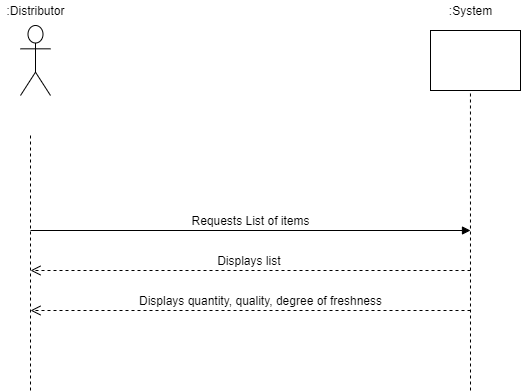 :Distributor
:System
Requests List of items
Displays list
Displays quantity, quality, degree of freshness